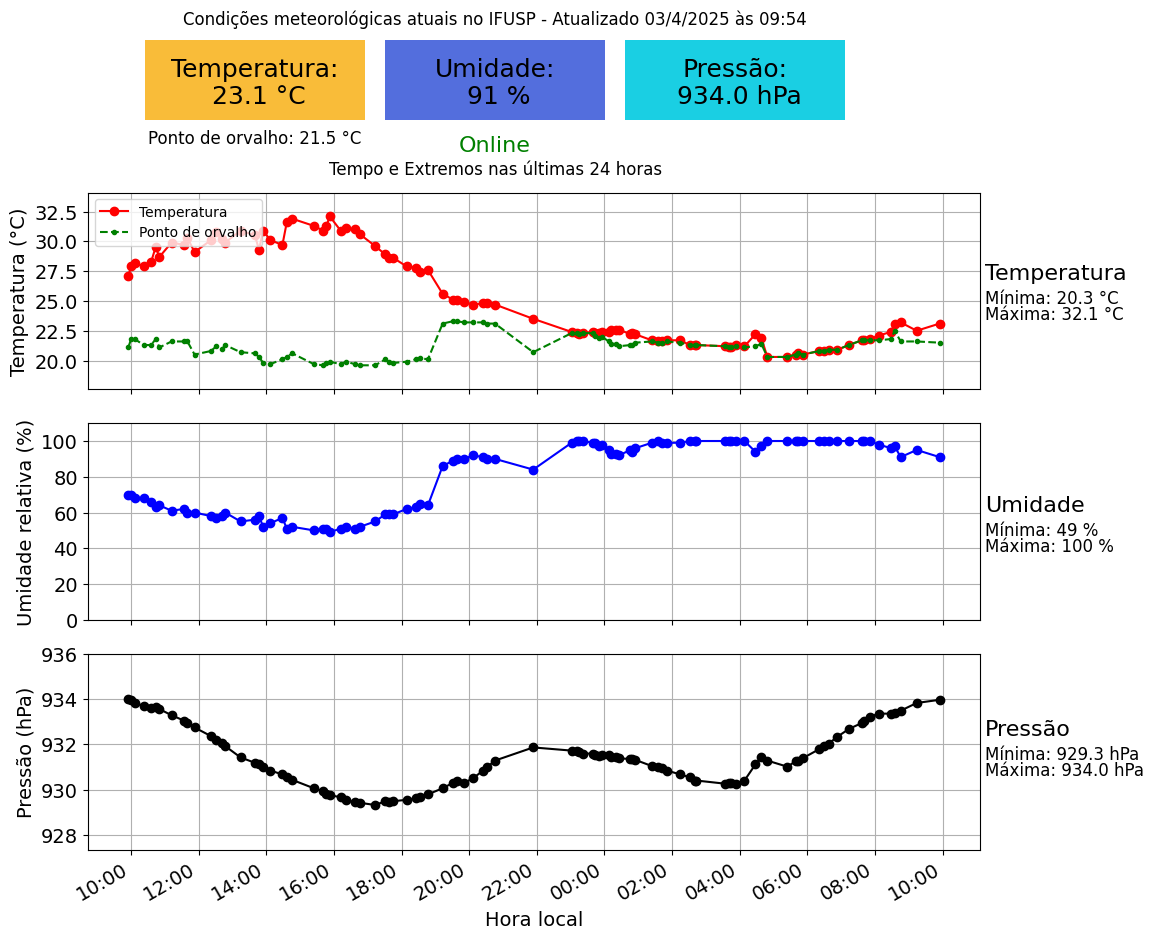 Condições meteorológicas atuais no IFUSP - Atualizado 03/4/2025 às 09:54
Temperatura:
23.1 °C
Umidade:
91 %
Pressão:
934.0 hPa
Ponto de orvalho: 21.5 °C
Online
Tempo e Extremos nas últimas 24 horas
Temperatura (°C)
32.5
30.0
27.5
25.0
22.5
20.0
Temperatura
Ponto de orvalho
Temperatura
Mínima: 20.3 °C
Máxima: 32.1 °C
Umidade relativa (%)
100
80
60
40
20
0
Umidade
Mínima: 49 %
Máxima: 100 %
Pressão (hPa)
936
934
932
930
928
Pressão
Mínima: 929.3 hPa
Máxima: 934.0 hPa
10:00 12:00 14:00 16:00 18:00 20:00 22:00 00:00 02:00 04:00 06:00 08:00 10:00
Hora local